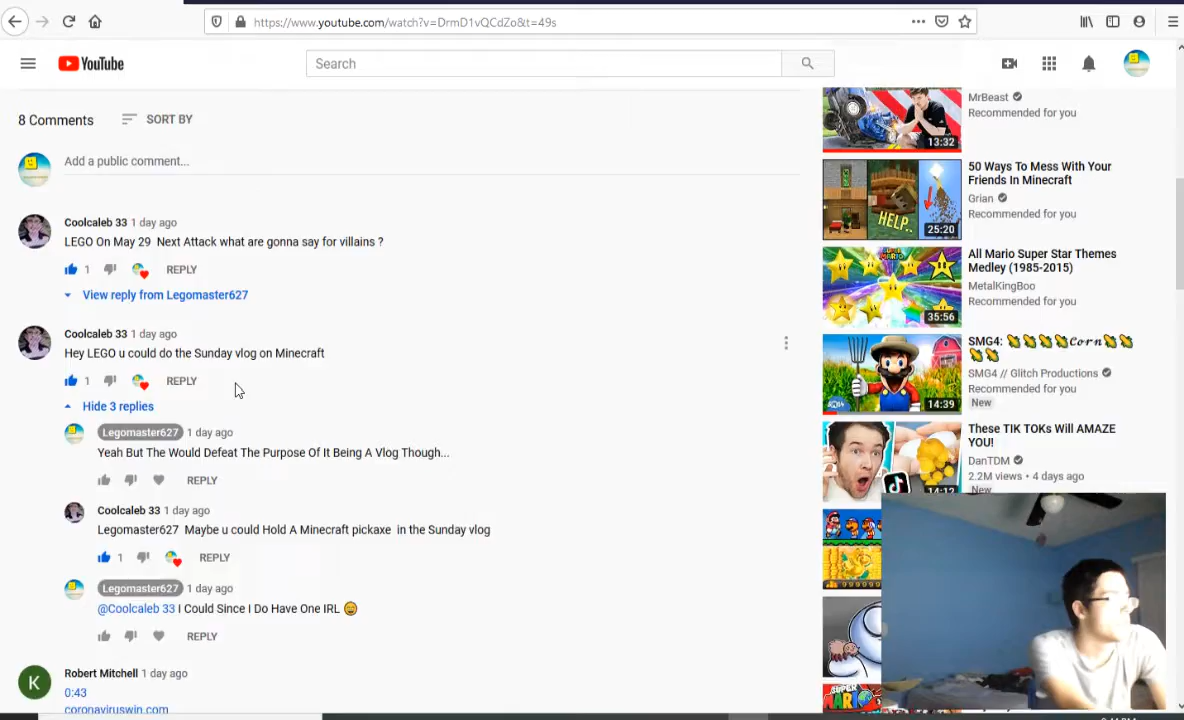 https://www.youtube.com/watch?v=DrmD1vQCdZo&t=49s
YouTube
Search
8 Comments
SORT BY
Add a public comment...
Coolcaleb 33 1 day ago
LEGO On May 29 Next Attack what are gonna say for villains ?
1 REPLY
View reply from Legomaster627
Coolcaleb 33 1 day ago
Hey LEGO u could do the Sunday vlog on Minecraft
1 REPLY
Hide 3 replies
Legomaster627 1 day ago
Yeah But The Would Defeat The Purpose Of It Being A Vlog Though...
REPLY
Coolcaleb 33 1 day ago
Legomaster627 Maybe u could Hold A Minecraft pickaxe in the Sunday vlog
1 REPLY
Legomaster627 1 day ago
@Coolcaleb 33 I Could Since I Do Have One IRL 😄
REPLY
K
Robert Mitchell 1 day ago
0:43
coronaviruswin.com
13:32
MrBeast
Recommended for you
HELP..
25:20
50 Ways To Mess With Your
Friends In Minecraft
Grian
Recommended for you
35:56
All Mario Super Star Themes
Medley (1985-2015)
MetalKingBoo
Recommended for you
14:39
SMG4: 🌽🌽🌽🌽𝓒𝓸𝓻𝓷🌽🌽
🌽🌽
SMG4 // Glitch Productions
Recommended for you
New
14:12
These TIK TOKs Will AMAZE
YOU!
DanTDM
2.2M views • 4 days ago
New